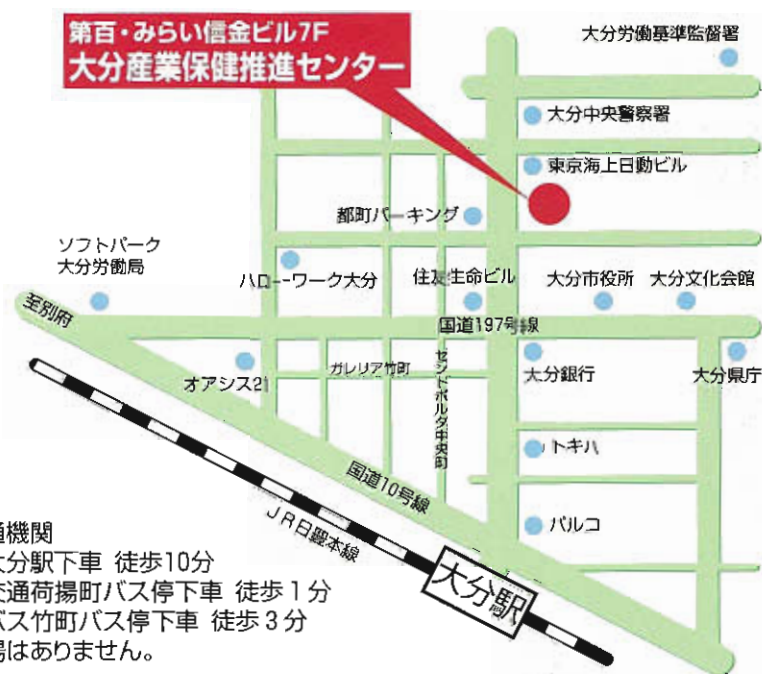 第百・みらい信金ビル7F
大分産業保健推進センター
大分労働基準監督署
大分中央警察署
東京海上日動ビル
都町パーキング
ソフトパーク
大分労働局
ハローワーク大分
住友生命ビル
大分市役所
大分文化会館
至別府
国道197号線
オアシス21
ガレリア竹町
セントポルタ中央町
大分銀行
大分県庁
トキハ
国道10号線
パルコ
JR日豊本線
大分駅
通機関
大分駅下車 徒歩10分
交通荷揚町バス停下車 徒歩1分
バス竹町バス停下車 徒歩3分
場はありません。